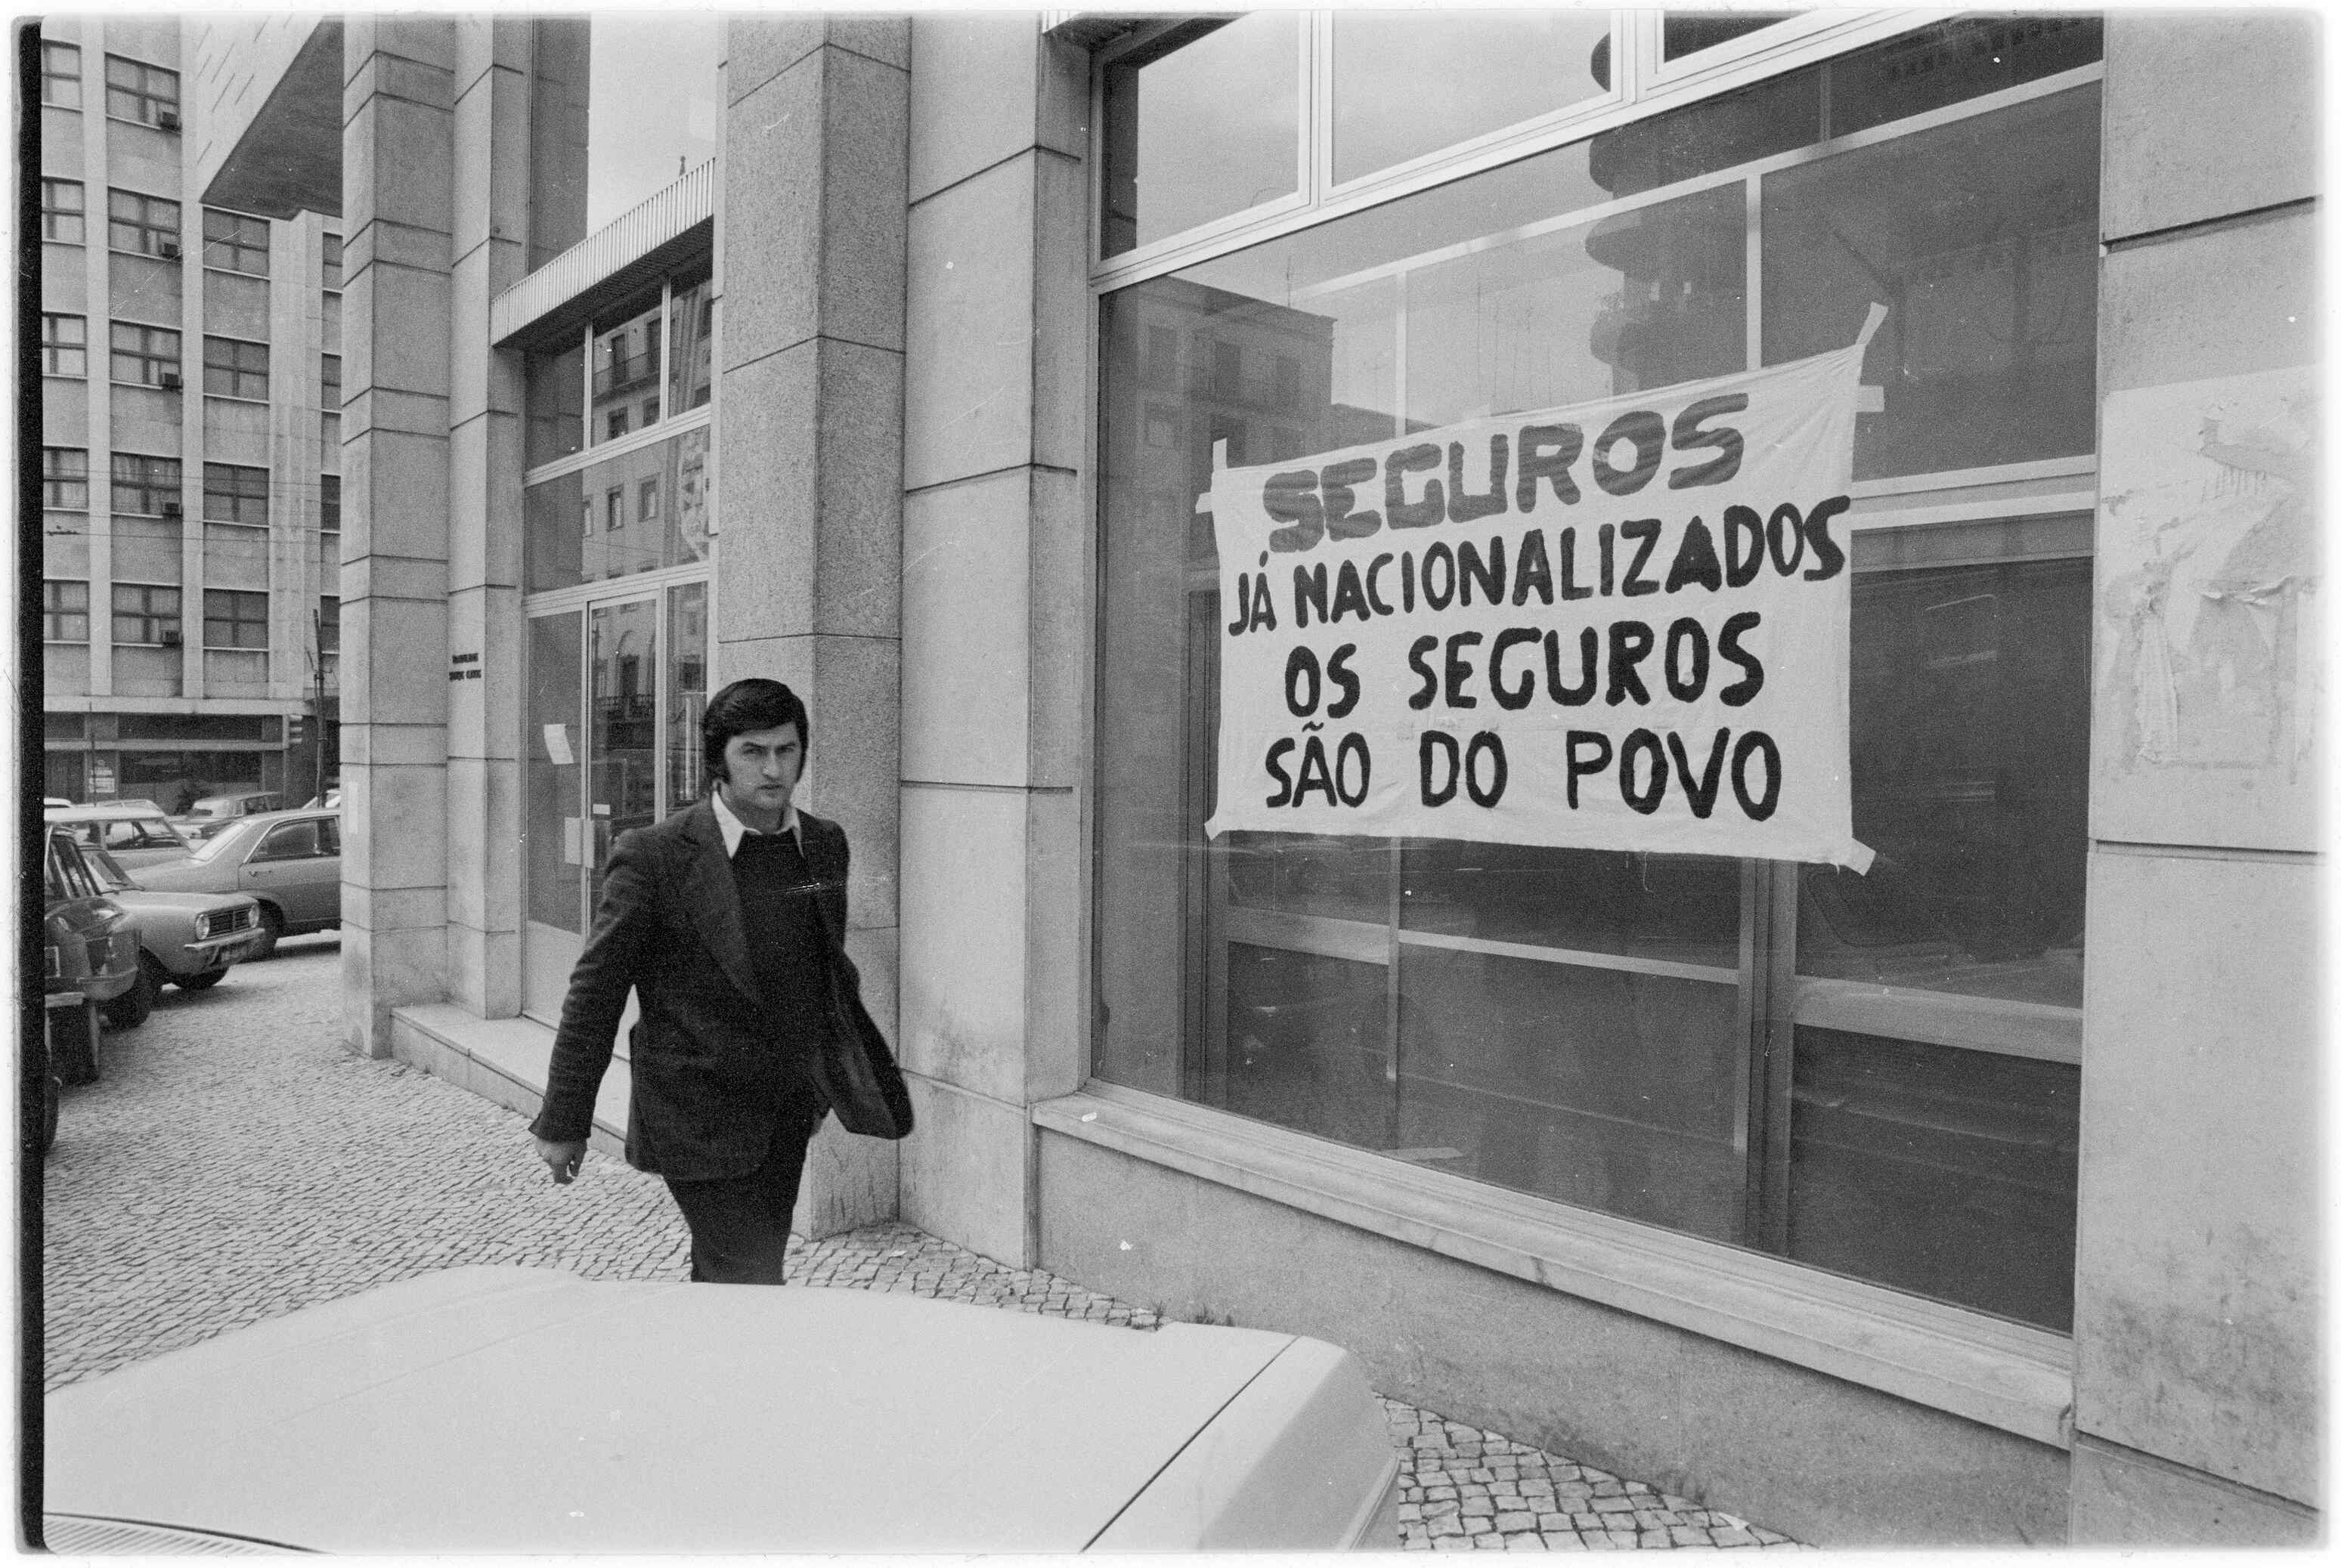 SEGUROS
JÁ NACIONALIZADOS
OS SEGUROS
SÃO DO POVO